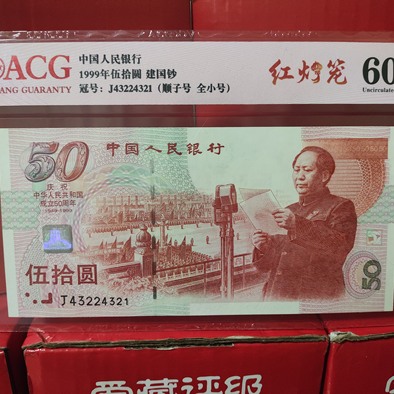 ACG
ANG GUARANTY
中国人民银行
1999年伍拾圆 建国钞
冠号：J43224321（顺子号 全小号）
红灯笼
60
Uncirculate
50
中国人民银行
庆祝
中华人民共和国
成立50周年
1949-1999
伍拾圆
J43224321
50